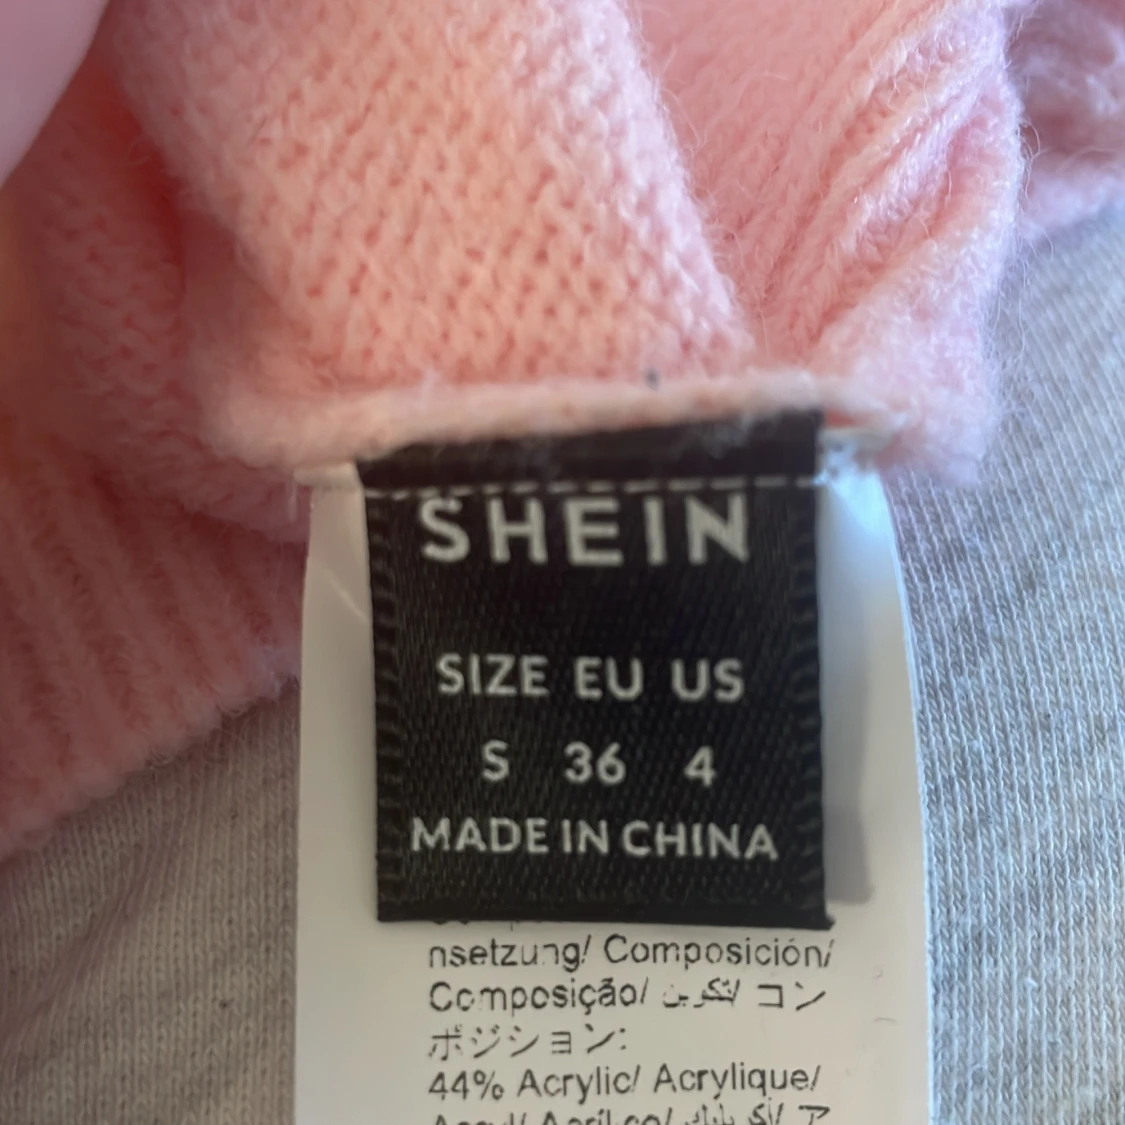 SHEIN
SIZE EU US
S 36 4
MADE IN CHINA
nsetzung/ Composición/
Composição/ التكوين/ コン
ポジション:
44% Acrylic/ Acrylique/